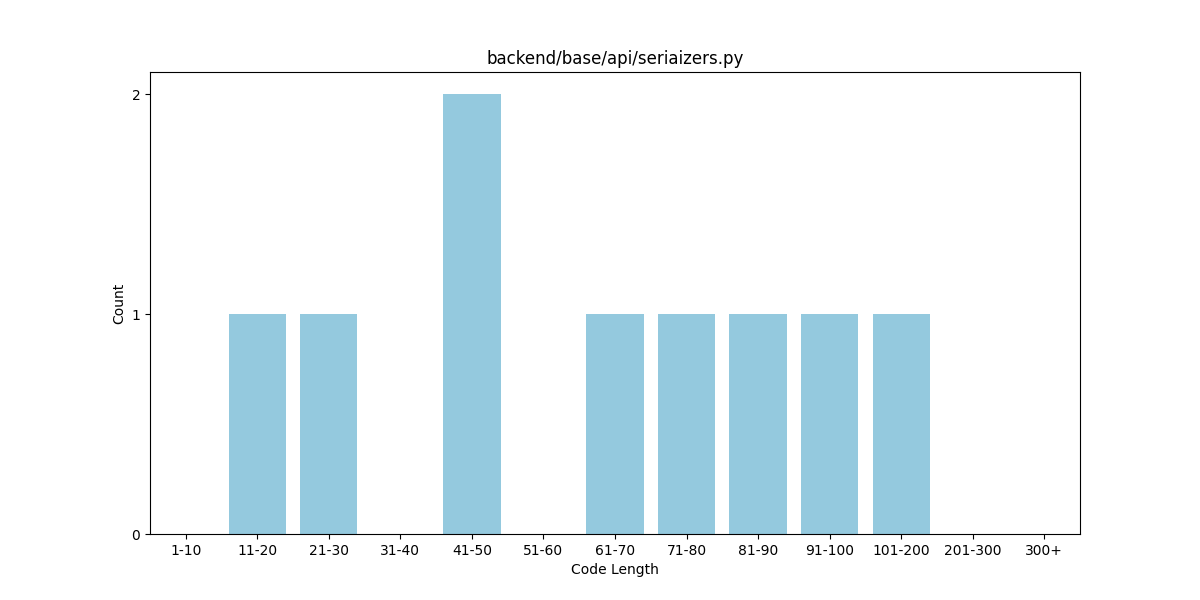 backend/base/api/seriaizers.py
2
1
0
Count
1-10 11-20 21-30 31-40 41-50 51-60 61-70 71-80 81-90 91-100 101-200 201-300 300+
Code Length